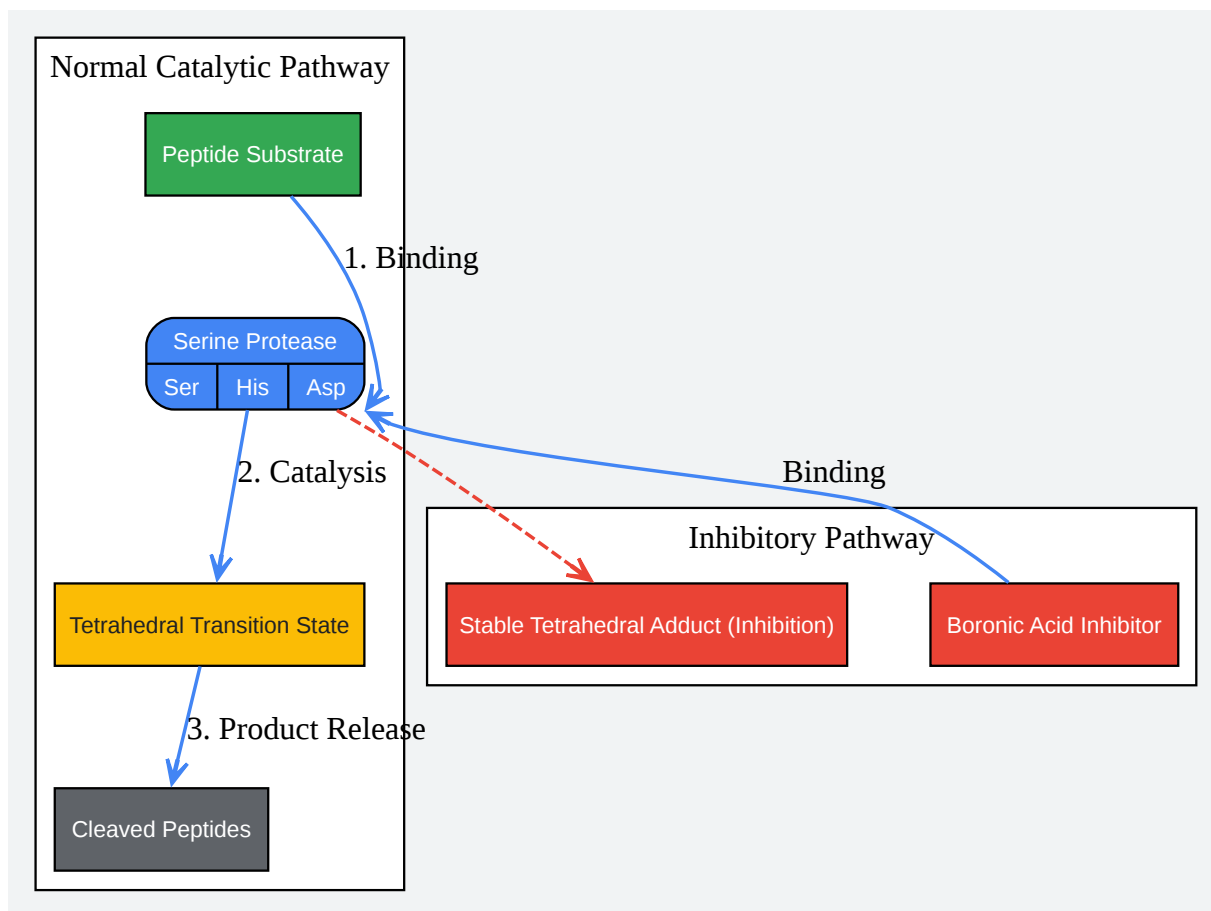 Normal Catalytic Pathway
Peptide Substrate
1. Binding
Serine Protease
Ser His Asp
2. Catalysis
Binding
Inhibitory Pathway
Tetrahedral Transition State
Stable Tetrahedral Adduct (Inhibition)
Boronic Acid Inhibitor
3. Product Release
Cleaved Peptides